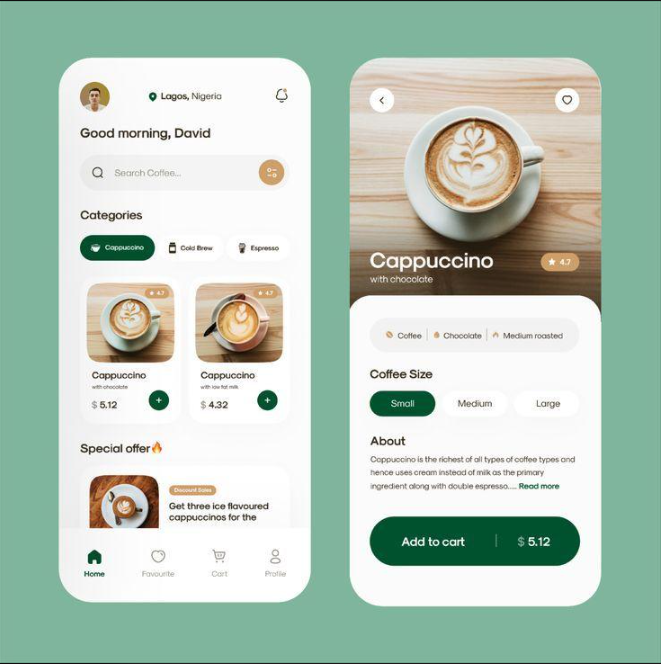 Lagos, Nigeria
Good morning, David
Search Coffee...
Categories
Cappuccino
Cold Brew
Espresso
4.7
4.7
Cappuccino
with chocolate
$ 5.12
Cappuccino
with low fat milk
$ 4.32
Special offer🔥
Discount Sales
Get three ice flavoured
cappuccinos for the
Home
Favourite
Cart
Profile
Cappuccino
4.7
with chocolate
Coffee
Chocolate
Medium roasted
Coffee Size
Small
Medium
Large
About
Cappuccino is the richest of all types of coffee types and
hence uses cream instead of milk as the primary
ingredient along with double espresso.... Read more
Add to cart
$ 5.12